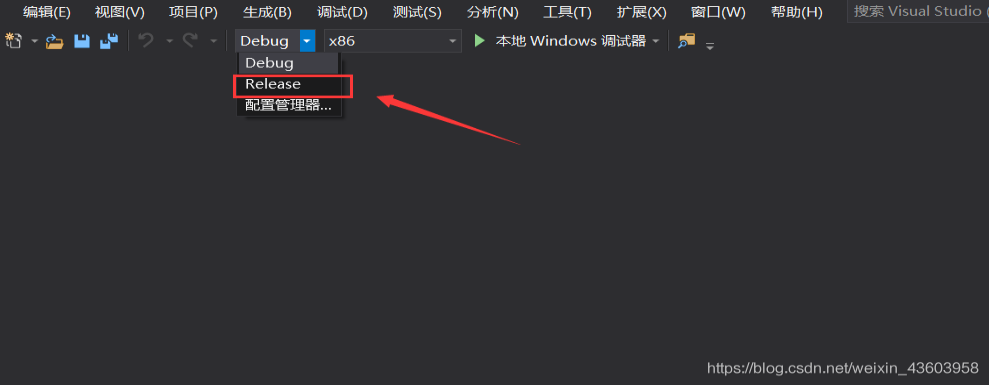 编辑(E) 视图(V) 项目(P) 生成(B) 调试(D) 测试(S) 分析(N) 工具(T) 扩展(X) 窗口(W) 帮助(H) 搜索 Visual Studio (
Debug x86 本地 Windows 调试器
Debug
Release
配置管理器...
https://blog.csdn.net/weixin_43603958